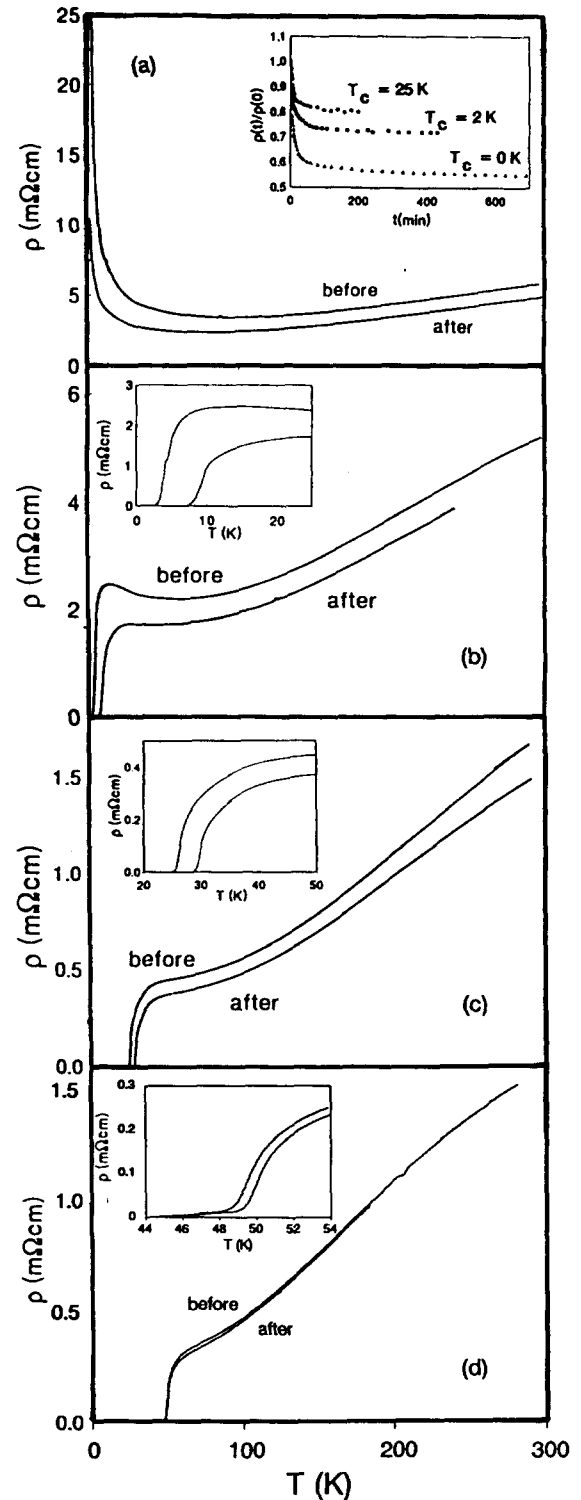 25
20
15
10
5
0
ρ (mΩcm)
(a)
1.1
1.0
0.9
0.8
0.7
0.6
0.5
ρ(t)/ρ(0)
T_c = 25 K
T_c = 2 K
T_c = 0 K
0 200 400 600
t(min)
before
after
6
4
2
0
ρ (mΩcm)
3
2
1
0
ρ (mΩcm)
0 10 20
T (K)
before
after
(b)
1.5
1.0
0.5
0.0
ρ (mΩcm)
0.4
0.2
0.0
ρ (mΩcm)
20 30 40 50
T (K)
before
after
(c)
1.5
1.0
0.5
0.0
ρ (mΩcm)
0.3
0.2
0.1
0
ρ (mΩcm)
44 46 48 50 52 54
T (K)
before
after
(d)
0 100 200 300
T (K)